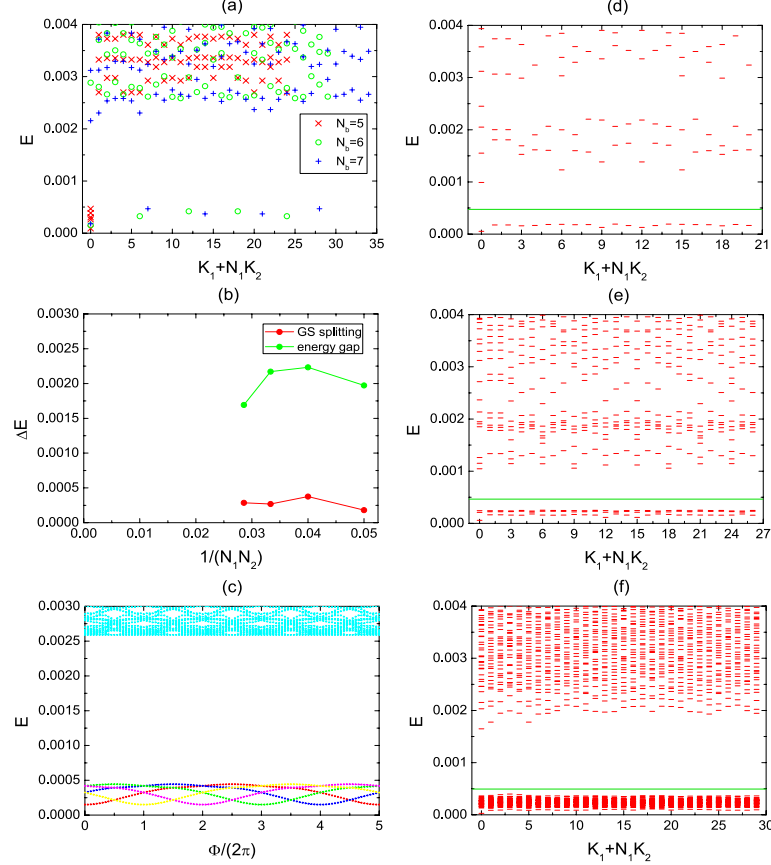 (a)
0.004
0.003
0.002
0.001
0.000
E
N_b=5
N_b=6
N_b=7
0 5 10 15 20 25 30 35
K_1+N_1K_2
(d)
0.004
0.003
0.002
0.001
0.000
E
0 3 6 9 12 15 18 21
K_1+N_1K_2
(b)
0.0030
0.0025
0.0020
0.0015
0.0010
0.0005
0.0000
ΔE
GS splitting
energy gap
0.00 0.01 0.02 0.03 0.04 0.05
1/(N_1N_2)
(e)
0.004
0.003
0.002
0.001
0.000
E
0 3 6 9 12 15 18 21 24 27
K_1+N_1K_2
(c)
0.0030
0.0025
0.0020
0.0015
0.0010
0.0005
0.0000
E
0 1 2 3 4 5
Φ/(2π)
(f)
0.004
0.003
0.002
0.001
0.000
E
0 5 10 15 20 25 30
K_1+N_1K_2